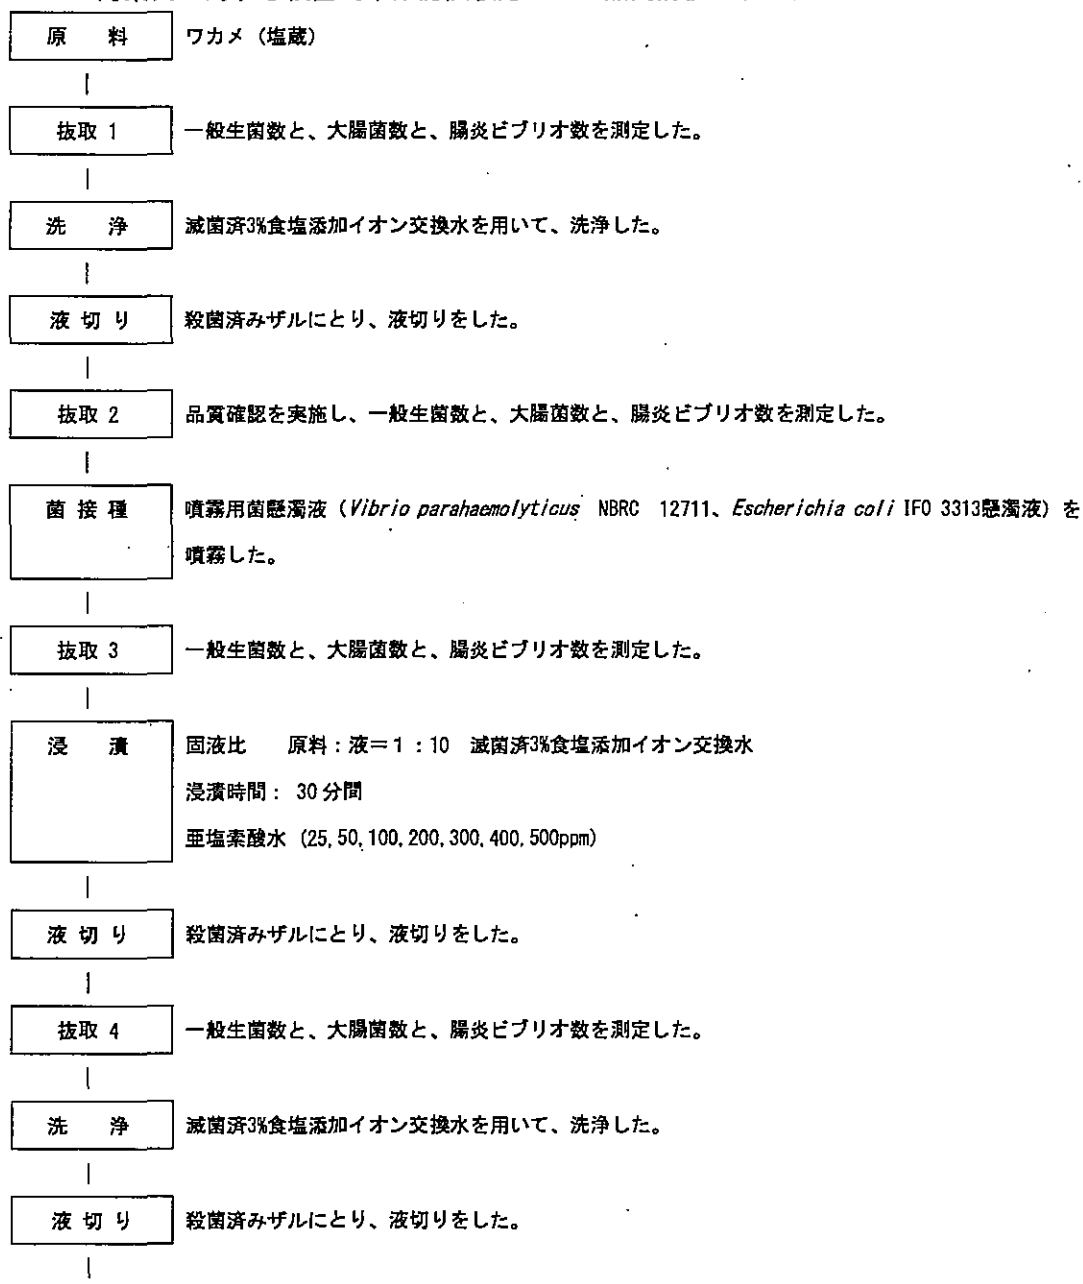 原 料 ワカメ (塩蔵)
抜取 1 一般生菌数と、大腸菌数と、腸炎ビブリオ数を測定した。
洗 浄 滅菌済3%食塩添加イオン交換水を用いて、洗浄した。
液切り 殺菌済みザルにとり、液切りをした。
抜取 2 品質確認を実施し、一般生菌数と、大腸菌数と、腸炎ビブリオ数を測定した。
菌接種 噴霧用菌懸濁液 (Vibrio parahaemolyticus NBRC 12711、Escherichia coli IFO 3313懸濁液) を
噴霧した。
抜取 3 一般生菌数と、大腸菌数と、腸炎ビブリオ数を測定した。
浸 漬 固液比 原料:液=1:10 滅菌済3%食塩添加イオン交換水
浸漬時間: 30分間
亜塩素酸水 (25, 50, 100, 200, 300, 400, 500ppm)
液切り 殺菌済みザルにとり、液切りをした。
抜取 4 一般生菌数と、大腸菌数と、腸炎ビブリオ数を測定した。
洗 浄 滅菌済3%食塩添加イオン交換水を用いて、洗浄した。
液切り 殺菌済みザルにとり、液切りをした。